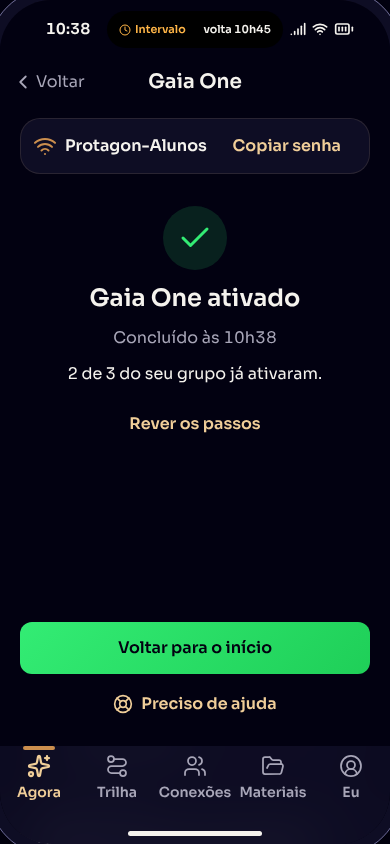 10:38
Intervalo volta 10h45
Voltar
Gaia One
Protagon-Alunos
Copiar senha
Gaia One ativado
Concluído às 10h38
2 de 3 do seu grupo já ativaram.
Rever os passos
Voltar para o início
Preciso de ajuda
Agora
Trilha
Conexões
Materiais
Eu